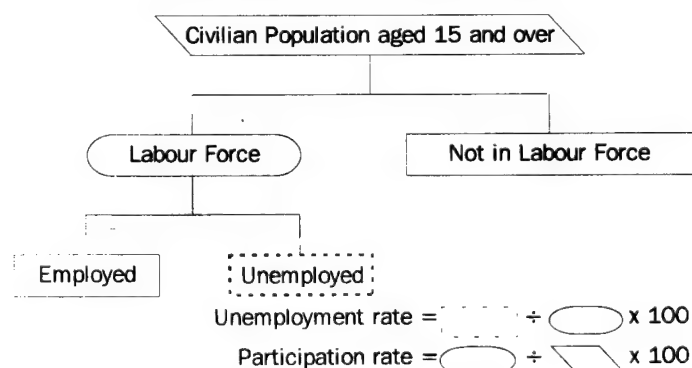 Civilian Population aged 15 and over
Labour Force
Not in Labour Force
Employed
Unemployed
Unemployment rate = ÷ x 100
Participation rate = ÷ x 100